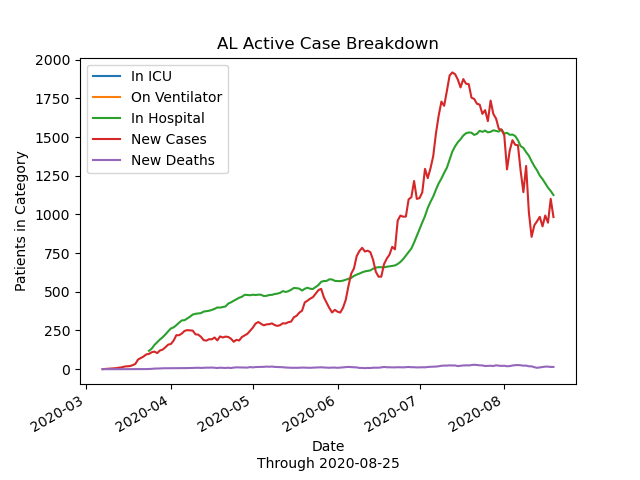 AL Active Case Breakdown
In ICU
On Ventilator
In Hospital
New Cases
New Deaths
Patients in Category
2000
1750
1500
1250
1000
750
500
250
0
2020-03
2020-04
2020-05
2020-06
2020-07
2020-08
Date
Through 2020-08-25